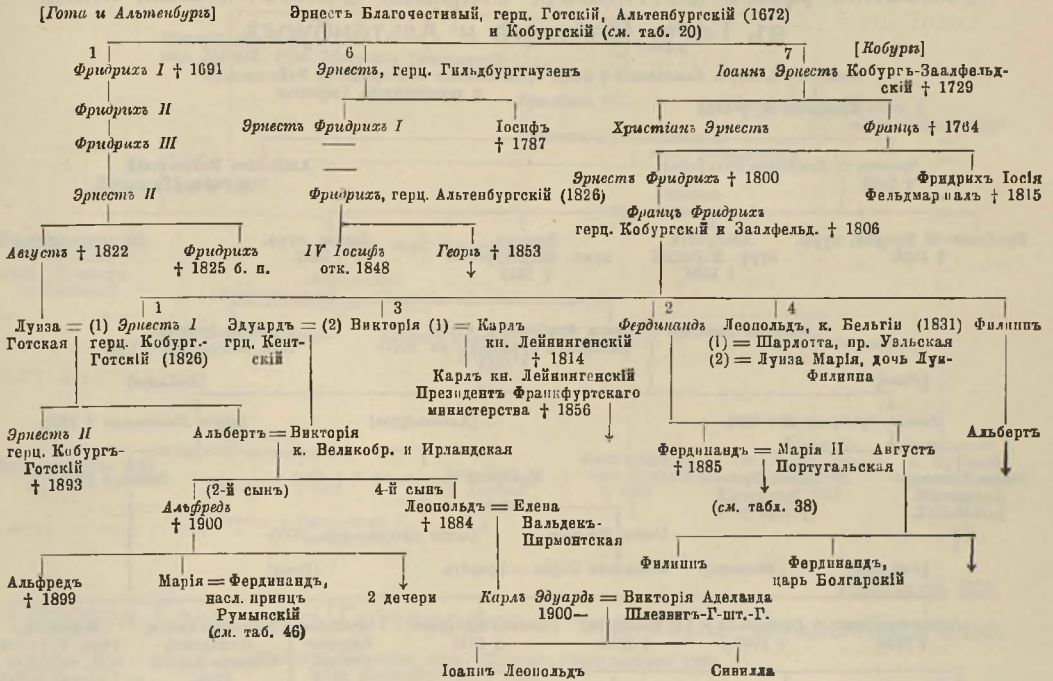 [Гота и Альтенбургъ]
Эрнестъ Благочестивый, герц. Готскій, Альтенбургскій (1672)
и Кобургскій (см. таб. 20)
1
6
7
[Кобургъ]
Фридрихъ I † 1691
Эрнестъ, герц. Гильдбурггаузенъ
Іоаннъ Эрнестъ Кобургъ-Заалфельд-
скій † 1729
Фридрихъ II
Эрнестъ Фридрихъ I
Іосифъ
† 1787
Христіанъ Эрнестъ
Францъ † 1764
Фридрихъ III
Эрнестъ II
Фридрихъ, герц. Альтенбургскій (1826)
Эрнестъ Фридрихъ † 1800
Фридрихъ Іосія
Фельдмаршалъ † 1815
Францъ Фридрихъ
герц. Кобургскій и Заалфельд. † 1806
Августъ † 1822
Фридрихъ
† 1825 б. п.
IV Іосифъ
отк. 1848
Георгъ † 1853
1
3
2
4
Луиза = (1) Эрнестъ I
Готская
герц. Кобург.-
Готскій (1826)
Эдуардъ = (2) Викторія (1) = Карлъ
грц. Кент-
скій
кн. Лейнингенскій
† 1814
Карлъ кн. Лейнингенскій
Президентъ Франкфуртскаго
министерства † 1856
Фердинандъ
Леопольдъ, к. Бельгіи (1831)
(1) = Шарлотта, пр. Уэльская
(2) = Луиза Марія, дочь Луи-
Филиппа
Филиппъ
Эрнестъ II
герц. Кобургъ-
Готскій
† 1893
Альбертъ = Викторія
к. Великобр. и Ирландская
Фердинандъ = Марія II
† 1885
Португальская
(см. табл. 38)
Августъ
Альбертъ
(2-й сынъ)
Альфредъ
† 1900
4-й сынъ
Леопольдъ = Елена
† 1884
Вальдек-
Пирмонтская
Филиппъ
Фердинандъ,
царь Болгарскій
Альфредъ
† 1899
Марія = Фердинандъ,
насл. принцъ
Румынскій
(см. таб. 46)
2 дочери
Карлъ Эдуардъ = Викторія Аделаида
1900—
Шлезвигъ-Г-шт.-Г.
Іоаннъ Леопольдъ
Сивилла